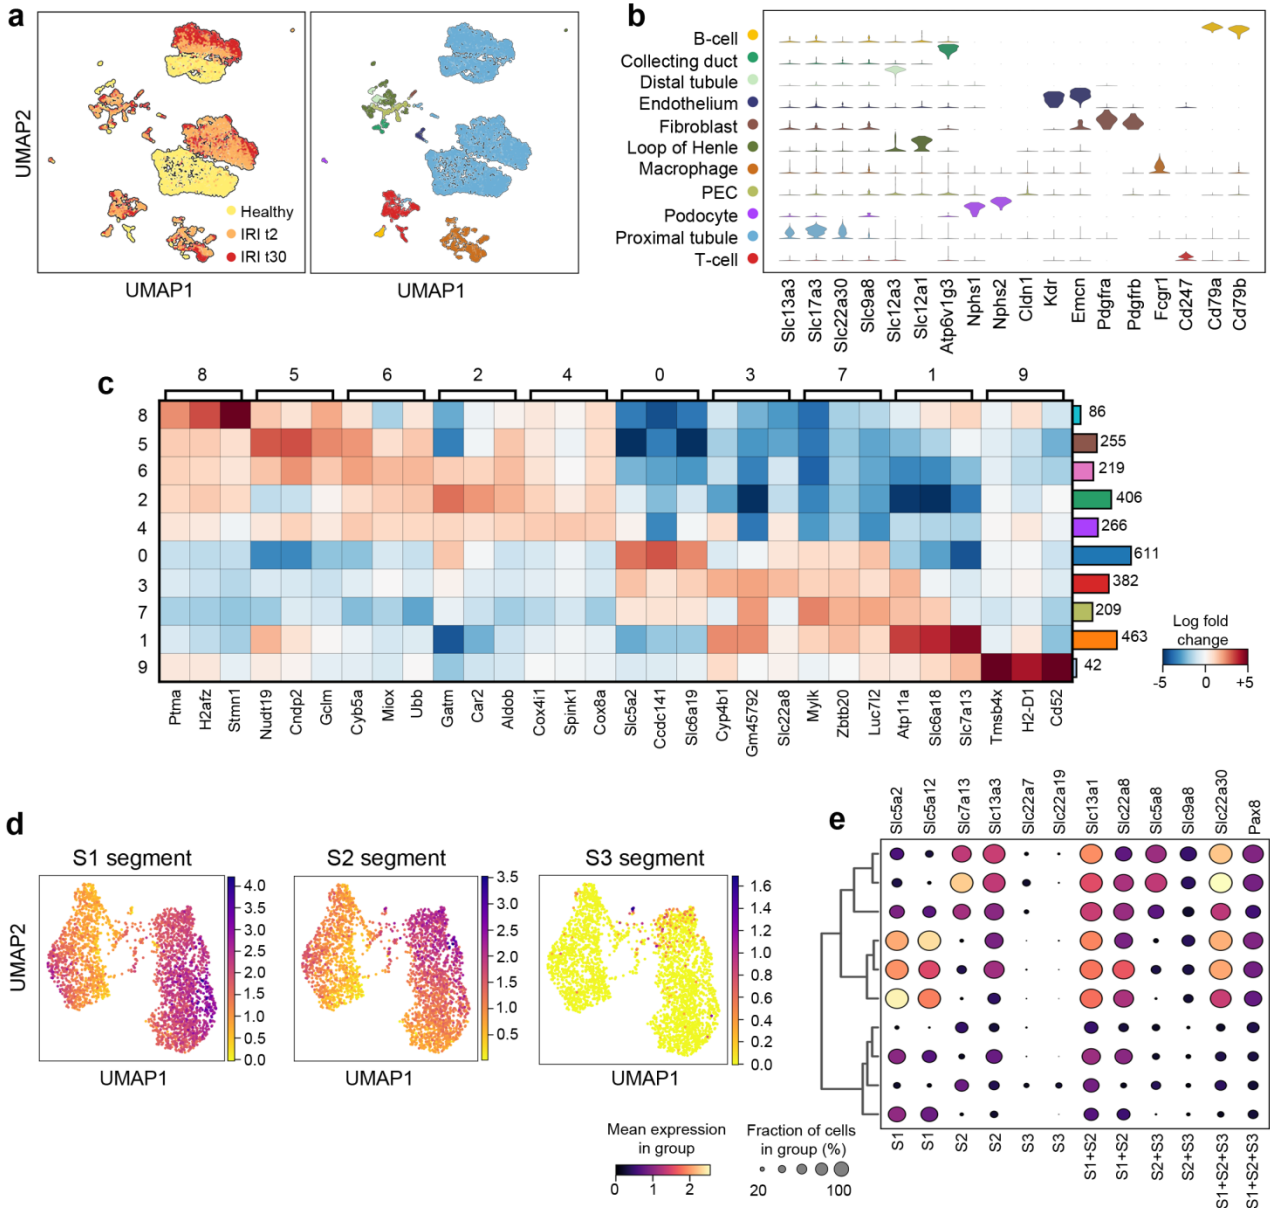 a
UMAP2
Healthy
IRI t2
IRI t30
UMAP1
UMAP1
b
B-cell
Collecting duct
Distal tubule
Endothelium
Fibroblast
Loop of Henle
Macrophage
PEC
Podocyte
Proximal tubule
T-cell
Slc13a3
Slc17a3
Slc22a30
Slc9a8
Slc12a3
Slc12a1
Atp6v1g3
Nphs1
Nphs2
Cldn1
Kdr
Emcn
Pdgfra
Pdgfrb
Fcgr1
Cd247
Cd79a
Cd79b
c
8 5 6 2 4 0 3 7 1 9
8 86
5 255
6 219
2 406
4 266
0 611
3 382
7 209
1 463
9 42
Log fold
change
-5 0 +5
Ptma
H2afz
Stmn1
Nudt19
Cndp2
Gclm
Cyb5a
Miox
Ubb
Gatm
Car2
Aldob
Cox4i1
Spink1
Cox8a
Slc5a2
Ccdc141
Slc6a19
Cyp4b1
Gm45792
Slc22a8
Mylk
Zbtb20
Luc7l2
Atp11a
Slc6a18
Slc7a13
Tmsb4x
H2-D1
Cd52
d
S1 segment
UMAP2
4.0
3.5
3.0
2.5
2.0
1.5
1.0
0.5
0.0
UMAP1
S2 segment
3.5
3.0
2.5
2.0
1.5
1.0
0.5
UMAP1
S3 segment
1.6
1.4
1.2
1.0
0.8
0.6
0.4
0.2
0.0
UMAP1
Mean expression
in group
0 1 2
Fraction of cells
in group (%)
20 100
e
Slc5a2
Slc5a12
Slc7a13
Slc13a3
Slc22a7
Slc22a19
Slc13a1
Slc22a8
Slc5a8
Slc9a8
Slc22a30
Pax8
S1
S1
S2
S2
S3
S3
S1+S2
S1+S2
S2+S3
S2+S3
S1+S2+S3
S1+S2+S3